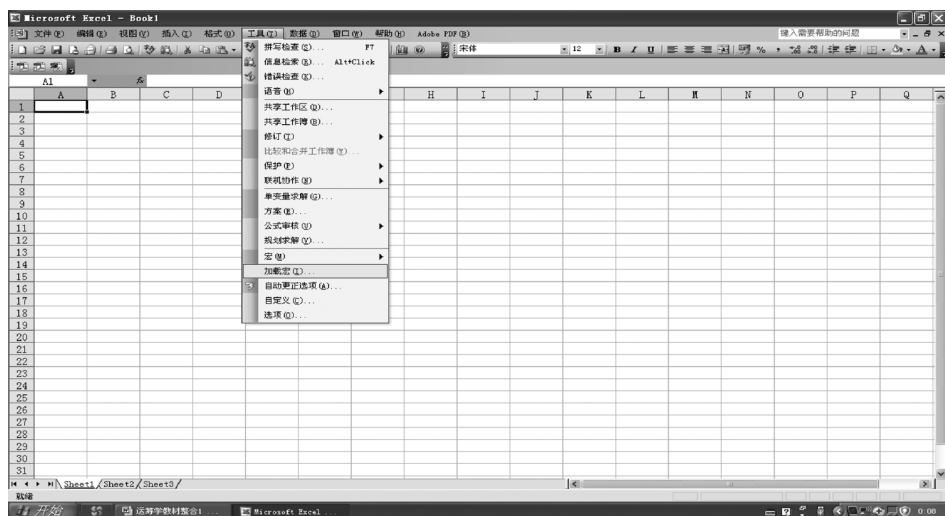 Microsoft Excel - Book1
文件(F) 编辑(E) 视图(V) 插入(I) 格式(O) 工具(T) 数据(D) 窗口(W) 帮助(H) Adobe PDF(B) 键入需要帮助的问题
宋体 12 B I U
A1 fx
A B C D H I J K L M N O P Q
拼写检查(S)... F7
信息检索(R)... Alt+Click
错误检查(K)...
语音(H)
共享工作区(D)...
共享工作簿(B)...
修订(T)
比较和合并工作簿(W)...
保护(P)
联机协作(N)
单变量求解(G)...
方案(E)...
公式审核(U)
规划求解(V)...
宏(M)
加载宏(I)...
自动更正选项(A)...
自定义(C)...
选项(O)...
1
2
3
4
5
6
7
8
9
10
11
12
13
14
15
16
17
18
19
20
21
22
23
24
25
26
27
28
29
30
31
Sheet1 Sheet2 Sheet3
就绪
开始 运筹学教材整合1 ... Microsoft Excel ... 0:08